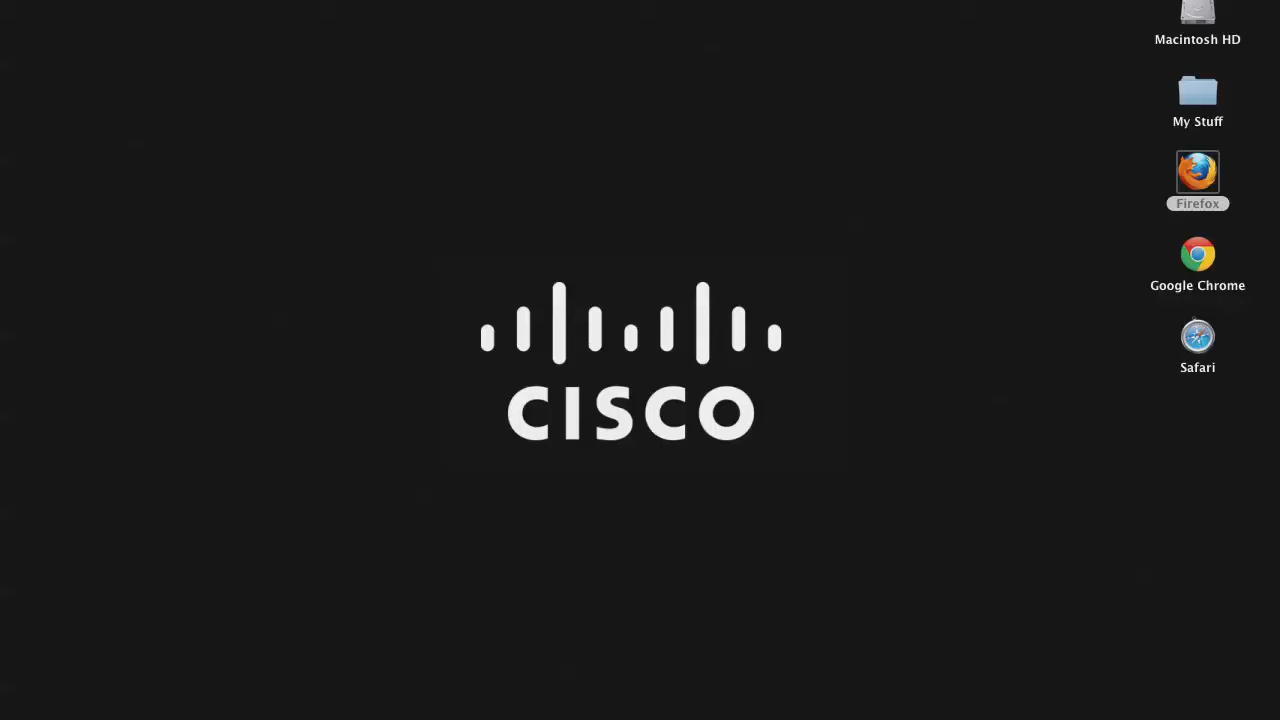 Macintosh HD
My Stuff
Firefox
Google Chrome
Safari
CISCO